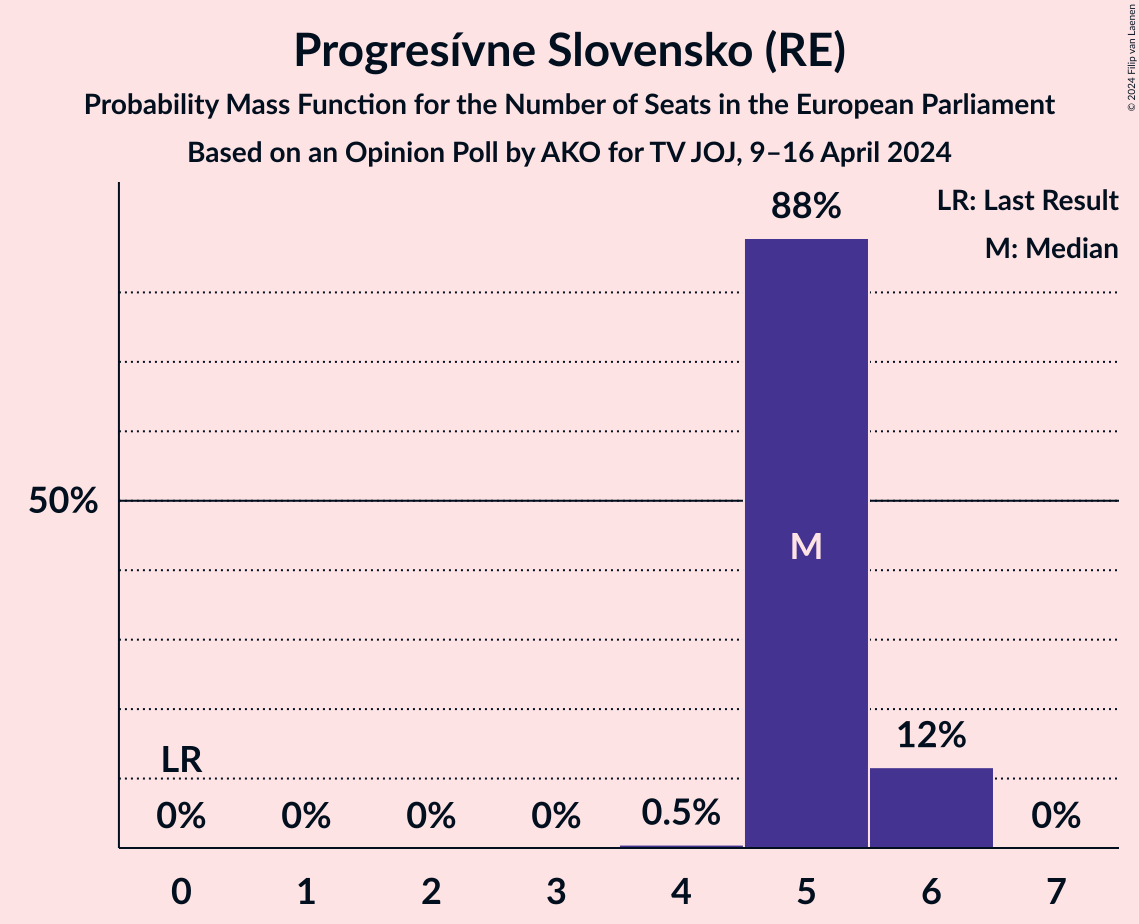 Progresívne Slovensko (RE)
Probability Mass Function for the Number of Seats in the European Parliament
Based on an Opinion Poll by AKO for TV JOJ, 9–16 April 2024
© 2024 Filip van Laenen
LR: Last Result
M: Median
88%
50%
M
12%
LR
0% 0% 0% 0% 0.5% 0%
0 1 2 3 4 5 6 7